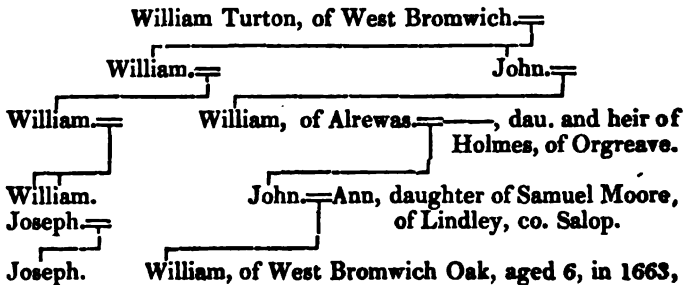 William Turton, of West Bromwich.
William. John.
William. William, of Alrewas. ——, dau. and heir of
Holmes, of Orgreave.
William. John. Ann, daughter of Samuel Moore,
Joseph. of Lindley, co. Salop.
Joseph. William, of West Bromwich Oak, aged 6, in 1663,